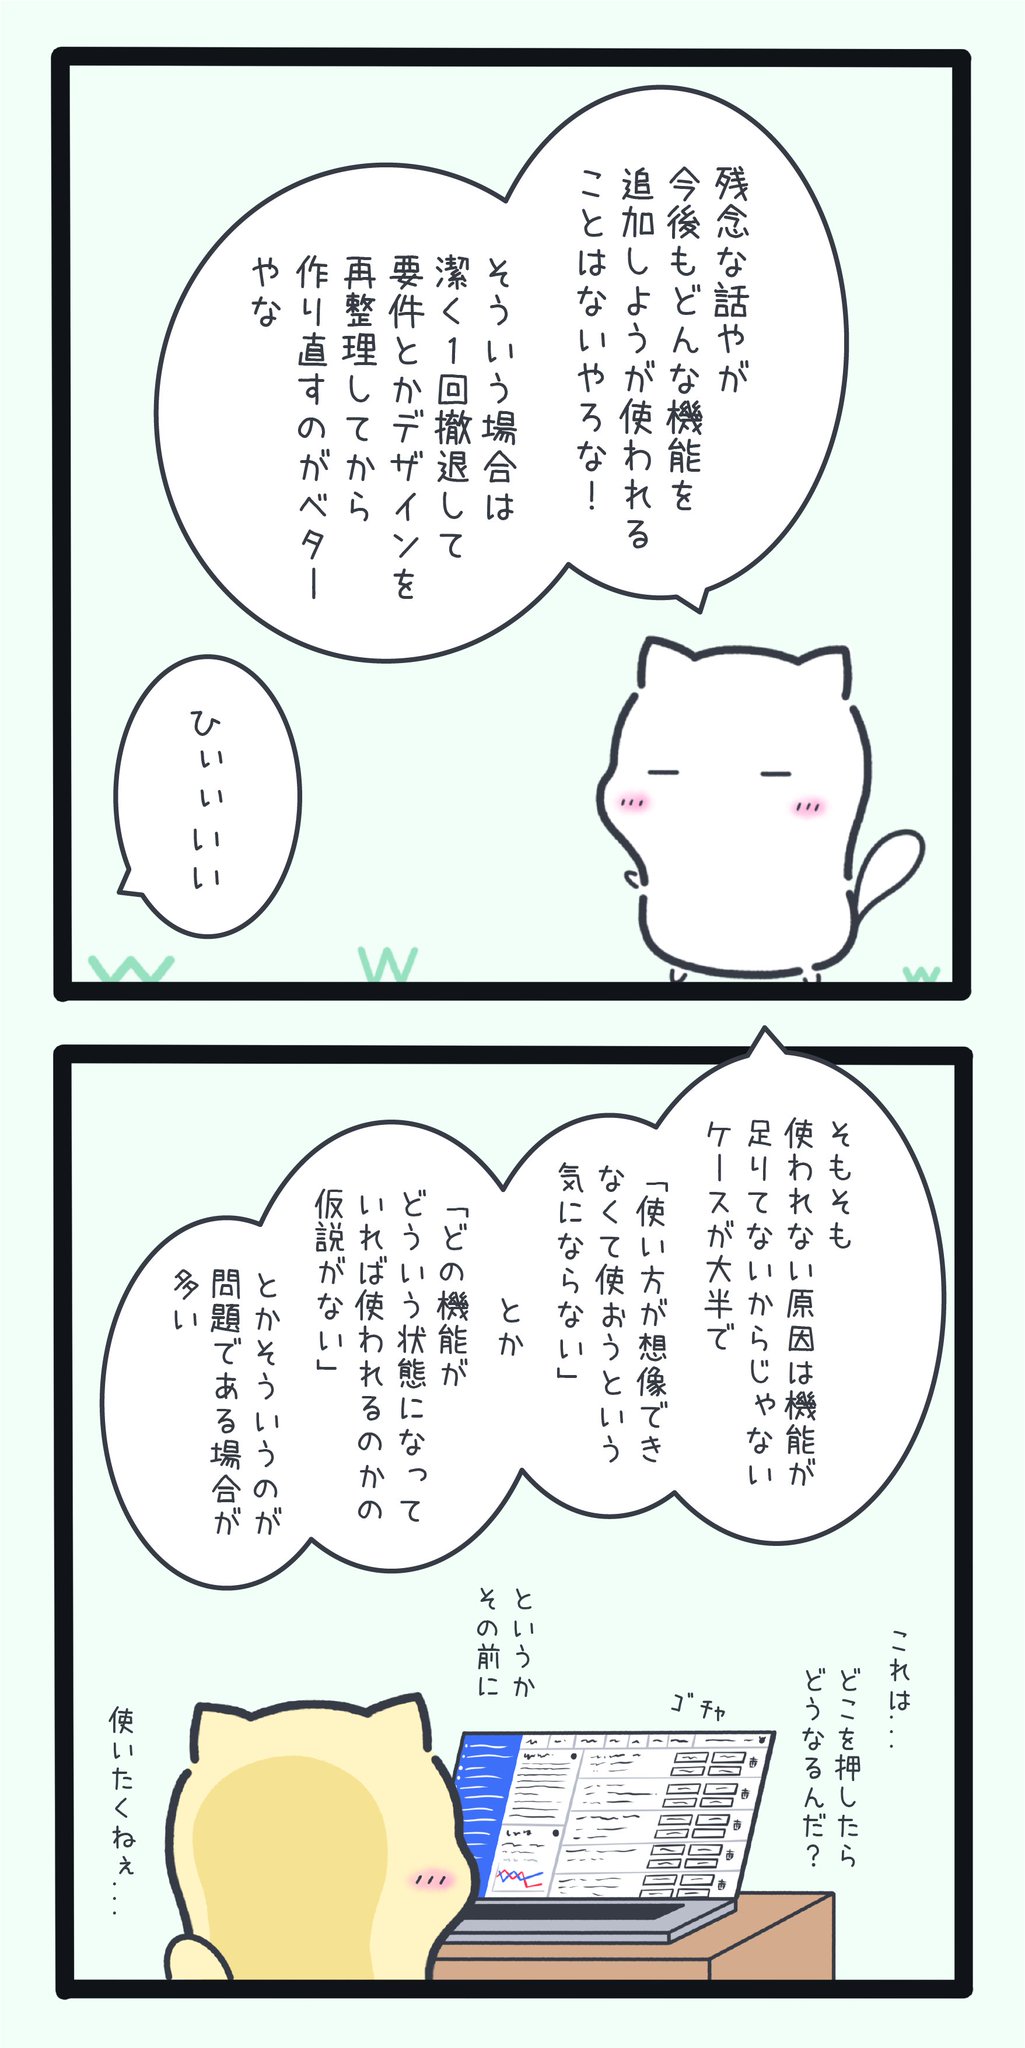 残念な話やが
今後もどんな機能を
追加しようが使われる
ことはないやろな！
そういう場合は
潔く1回撤退して
要件とかデザインを
再整理してから
作り直すのがベター
やな
ひぃぃぃぃ
そもそも
使われない原因は機能が
足りてないからじゃない
ケースが大半で
「使い方が想像でき
なくて使おうという
気にならない」
とか
「どの機能が
どういう状態になって
いれば使われるのかの
仮説がない」
とかそういうのが
問題である場合が
多い
これは...
どこを押したら
どうなるんだ？
ゴチャ
というか
その前に
使いたくねぇ....